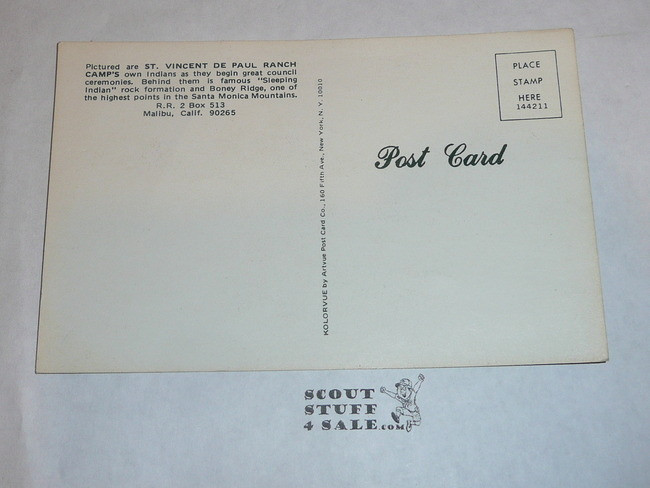 Pictured are ST. VINCENT DE PAUL RANCH
CAMP'S own Indians as they begin great council
ceremonies. Behind them is famous "Sleeping
Indian" rock formation and Boney Ridge, one of
the highest points in the Santa Monica Mountains.
R.R. 2 Box 513
Malibu, Calif. 90265
KOLORVUE by Artvue Post Card Co., 160 Fifth Ave., New York, N. Y. 10010
PLACE
STAMP
HERE
144211
Post Card
SCOUT
STUFF
4 SALE.COM